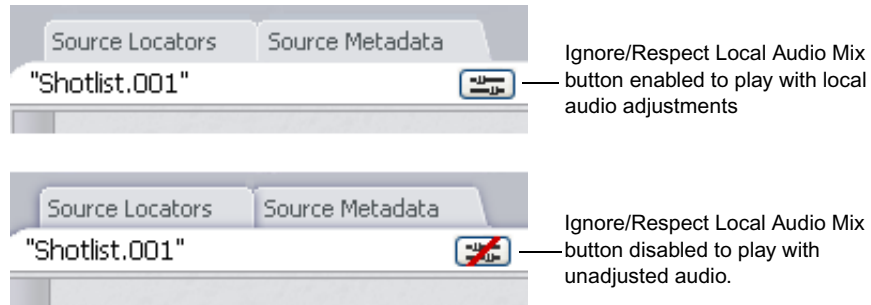 Source Locators
Source Metadata
"Shotlist.001"
Ignore/Respect Local Audio Mix
button enabled to play with local
audio adjustments
Source Locators
Source Metadata
"Shotlist.001"
Ignore/Respect Local Audio Mix
button disabled to play with
unadjusted audio.